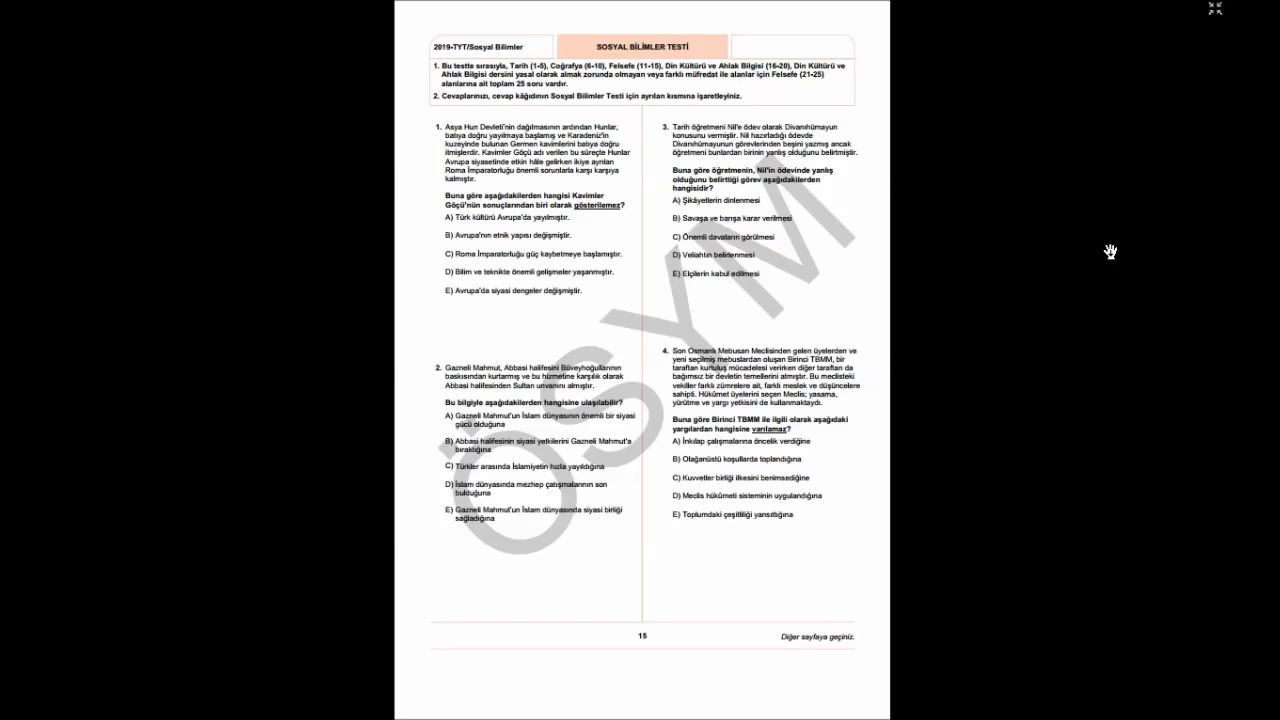 2019-TYT/Sosyal Bilimler
SOSYAL BİLİMLER TESTİ
1. Bu testte sırasıyla, Tarih (1-5), Coğrafya (6-10), Felsefe (11-15), Din Kültürü ve Ahlak Bilgisi (16-20), Din Kültürü ve
Ahlak Bilgisi dersini yasal olarak almak zorunda olmayan veya farklı müfredat ile alanlar için Felsefe (21-25)
alanlarına ait toplam 25 soru vardır.
2. Cevaplarınızı, cevap kâğıdının Sosyal Bilimler Testi için ayrılan kısmına işaretleyiniz.
1. Asya Hun Devleti'nin dağılmasının ardından Hunlar,
batıya doğru yayılmaya başlamış ve Karadeniz'in
kuzeyinde bulunan Germen kavimlerini batıya doğru
itmişlerdir. Kavimler Göçü adı verilen bu süreçte Hunlar
Avrupa siyasetinde etkin hâle gelirken ikiye ayrılan
Roma İmparatorluğu önemli sorunlarla karşı karşıya
kalmıştır.
Buna göre aşağıdakilerden hangisi Kavimler
Göçü'nün sonuçlarından biri olarak gösterilemez?
A) Türk kültürü Avrupa'da yayılmıştır.
B) Avrupa'nın etnik yapısı değişmiştir.
C) Roma İmparatorluğu güç kaybetmeye başlamıştır.
D) Bilim ve teknikte önemli gelişmeler yaşanmıştır.
E) Avrupa'da siyasi dengeler değişmiştir.
2. Gazneli Mahmut, Abbasi halifesini Büveyhoğullarının
baskısından kurtarmış ve bu hizmetine karşılık olarak
Abbasi halifesinden Sultan unvanını almıştır.
Bu bilgiyle aşağıdakilerden hangisine ulaşılabilir?
A) Gazneli Mahmut'un İslam dünyasının önemli bir siyasi
gücü olduğuna
B) Abbasi halifesinin siyasi yetkilerini Gazneli Mahmut'a
bıraktığına
C) Türkler arasında İslamiyetin hızla yayıldığına
D) İslam dünyasında mezhep çatışmalarının son
bulduğuna
E) Gazneli Mahmut'un İslam dünyasında siyasi birliği
sağladığına
3. Tarih öğretmeni Nil'e ödev olarak Divanıhümayun
konusunu vermiştir. Nil hazırladığı ödevde
Divanıhümayunun görevlerinden beşini yazmış ancak
öğretmeni bunlardan birinin yanlış olduğunu belirtmiştir.
Buna göre öğretmenin, Nil'in ödevinde yanlış
olduğunu belirttiği görev aşağıdakilerden
hangisidir?
A) Şikâyetlerin dinlenmesi
B) Savaşa ve barışa karar verilmesi
C) Önemli davaların görülmesi
D) Veliahtın belirlenmesi
E) Elçilerin kabul edilmesi
4. Son Osmanlı Mebusan Meclisinden gelen üyelerden ve
yeni seçilmiş mebuslardan oluşan Birinci TBMM, bir
taraftan kurtuluş mücadelesi verirken diğer taraftan da
bağımsız bir devletin temellerini atmıştır. Bu meclisteki
vekiller farklı zümrelere ait, farklı meslek ve düşüncelere
sahipti. Hükûmet üyelerini seçen Meclis; yasama,
yürütme ve yargı yetkisini de kullanmaktaydı.
Buna göre Birinci TBMM ile ilgili olarak aşağıdaki
yargılardan hangisine varılamaz?
A) İnkılap çalışmalarına öncelik verdiğine
B) Olağanüstü koşullarda toplandığına
C) Kuvvetler birliği ilkesini benimsediğine
D) Meclis hükûmeti sisteminin uygulandığına
E) Toplumdaki çeşitliliği yansıttığına
ÖSYM
15
Diğer sayfaya geçiniz.